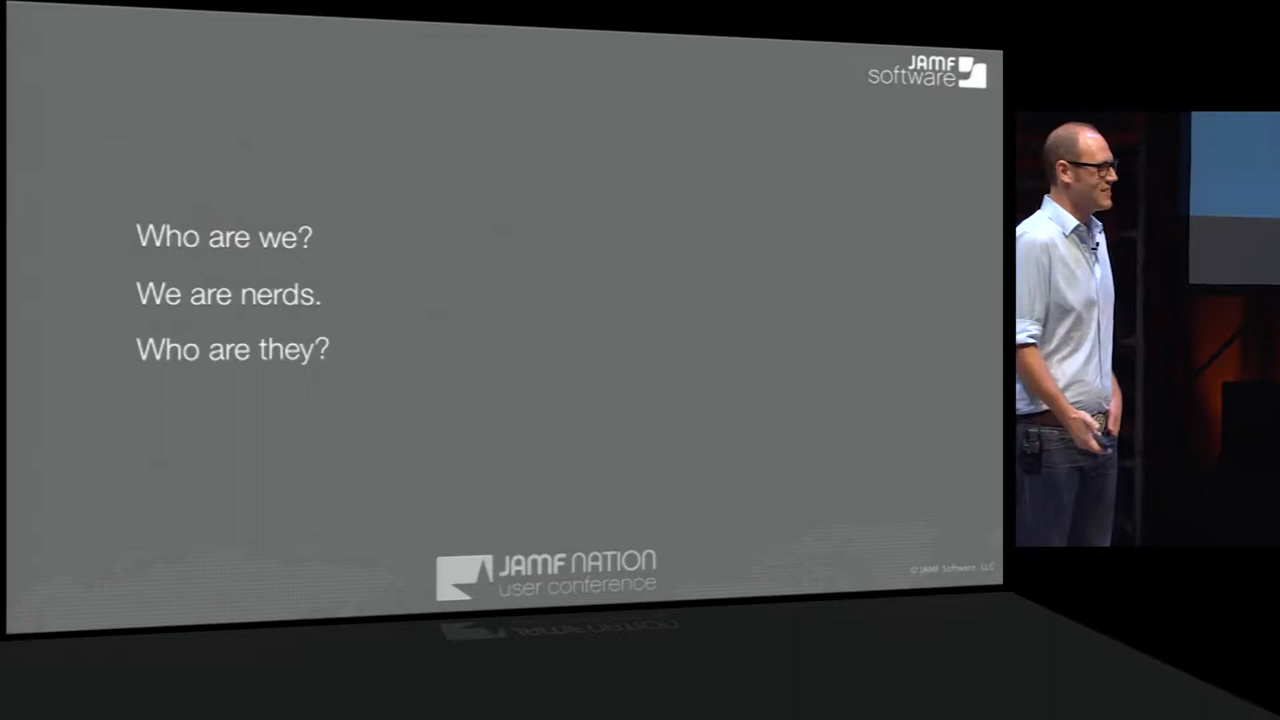 JAMF
software
Who are we?
We are nerds.
Who are they?
JAMF NATION
user conference
© JAMF Software, LLC